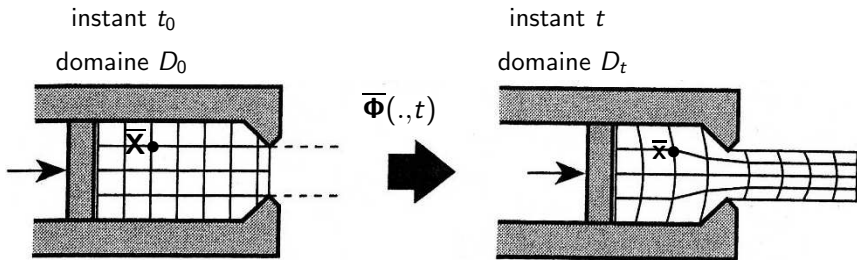 instant t₀
domaine D₀
X̅
Φ̅(.,t)
instant t
domaine Dₜ
x̅